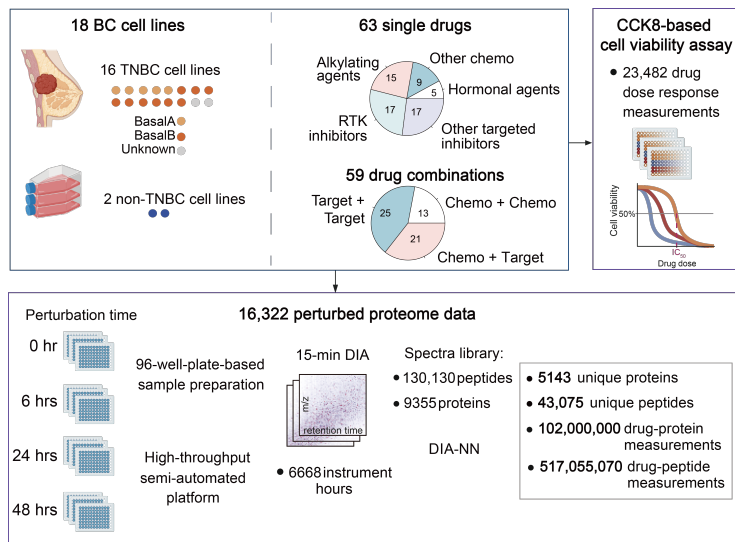 18 BC cell lines
16 TNBC cell lines
BasalA
BasalB
Unknown
2 non-TNBC cell lines
63 single drugs
Alkylating
agents
Other chemo
Hormonal agents
RTK
inhibitors
Other targeted
inhibitors
15
9
5
17
17
59 drug combinations
Target +
Target
Chemo + Chemo
Chemo + Target
25
13
21
CCK8-based
cell viability assay
• 23,482 drug
dose response
measurements
Cell viability
50%
IC50
Drug dose
16,322 perturbed proteome data
Perturbation time
0 hr
6 hrs
24 hrs
48 hrs
96-well-plate-based
sample preparation
High-throughput
semi-automated
platform
15-min DIA
m/z
retention time
• 6668 instrument
hours
Spectra library:
• 130,130 peptides
• 9355 proteins
DIA-NN
• 5143 unique proteins
• 43,075 unique peptides
• 102,000,000 drug-protein
measurements
• 517,055,070 drug-peptide
measurements